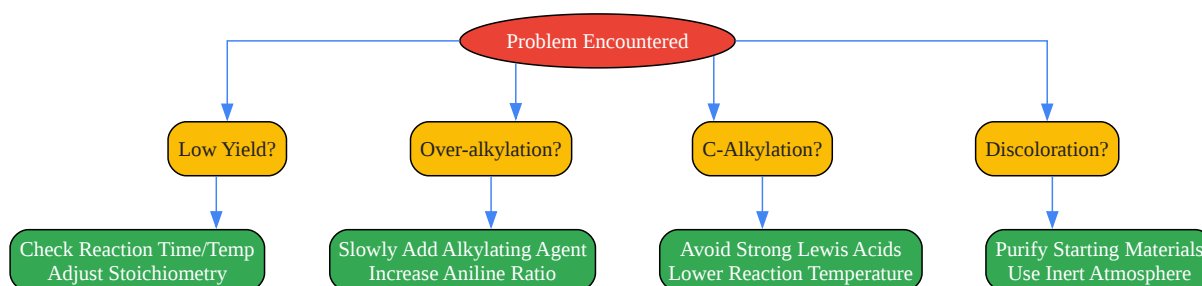 Problem Encountered
Low Yield?
Over-alkylation?
C-Alkylation?
Discoloration?
Check Reaction Time/Temp
Adjust Stoichiometry
Slowly Add Alkylating Agent
Increase Aniline Ratio
Avoid Strong Lewis Acids
Lower Reaction Temperature
Purify Starting Materials
Use Inert Atmosphere